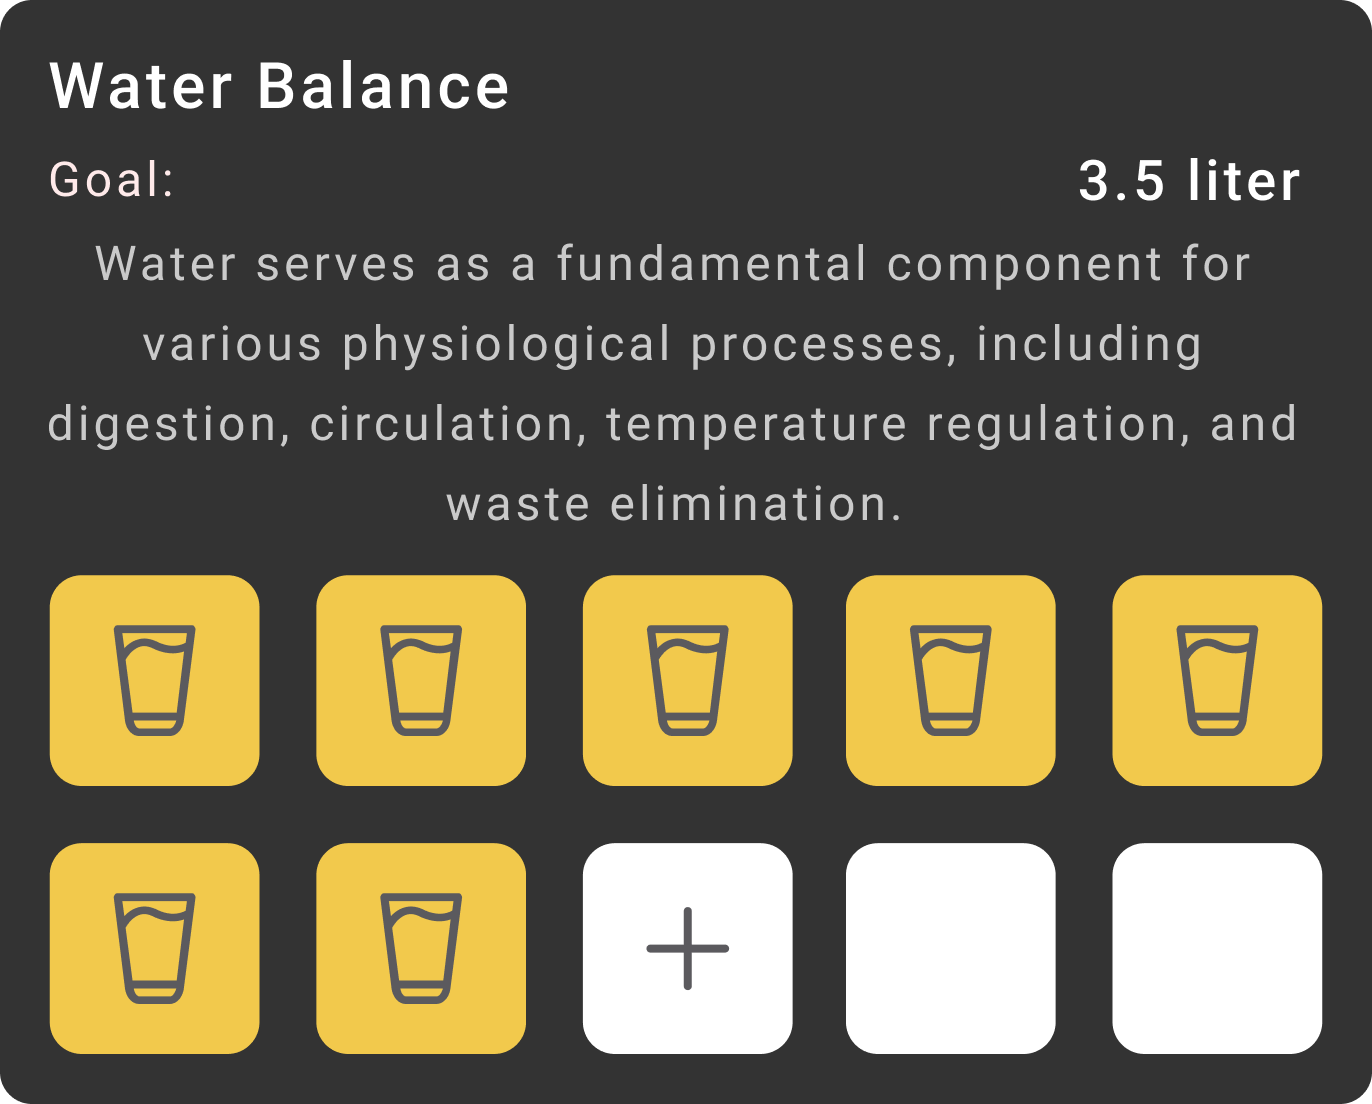 Water Balance
Goal: 3.5 liter
Water serves as a fundamental component for
various physiological processes, including
digestion, circulation, temperature regulation, and
waste elimination.